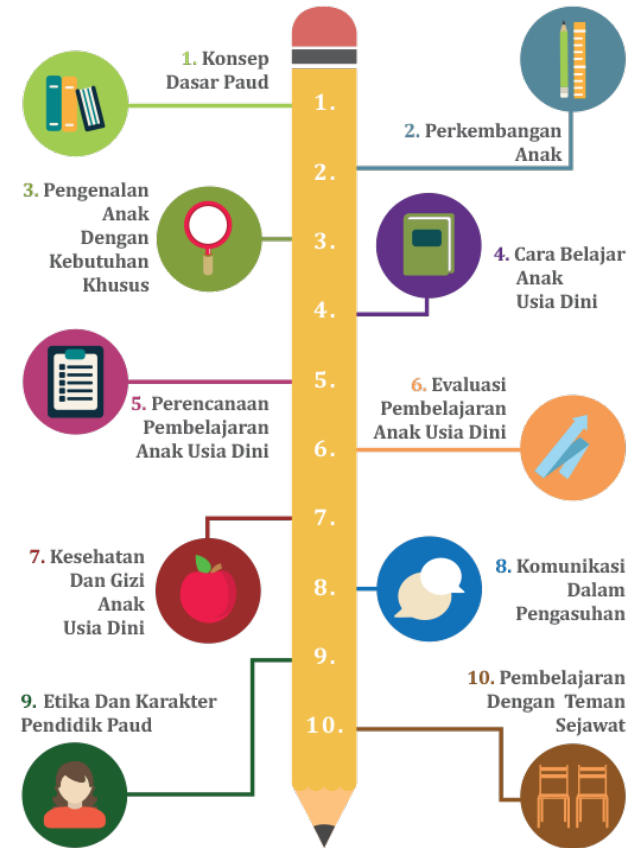 1. Konsep
Dasar Paud
1.
2. Perkembangan
Anak
2.
3. Pengenalan
Anak
Dengan
Kebutuhan
Khusus
3.
4. Cara Belajar
Anak
Usia Dini
4.
5. Perencanaan
Pembelajaran
Anak Usia Dini
5.
6. Evaluasi
Pembelajaran
Anak Usia Dini
6.
7. Kesehatan
Dan Gizi
Anak
Usia Dini
7.
8. Komunikasi
Dalam
Pengasuhan
8.
9. Etika Dan Karakter
Pendidik Paud
9.
10. Pembelajaran
Dengan Teman
Sejawat
10.